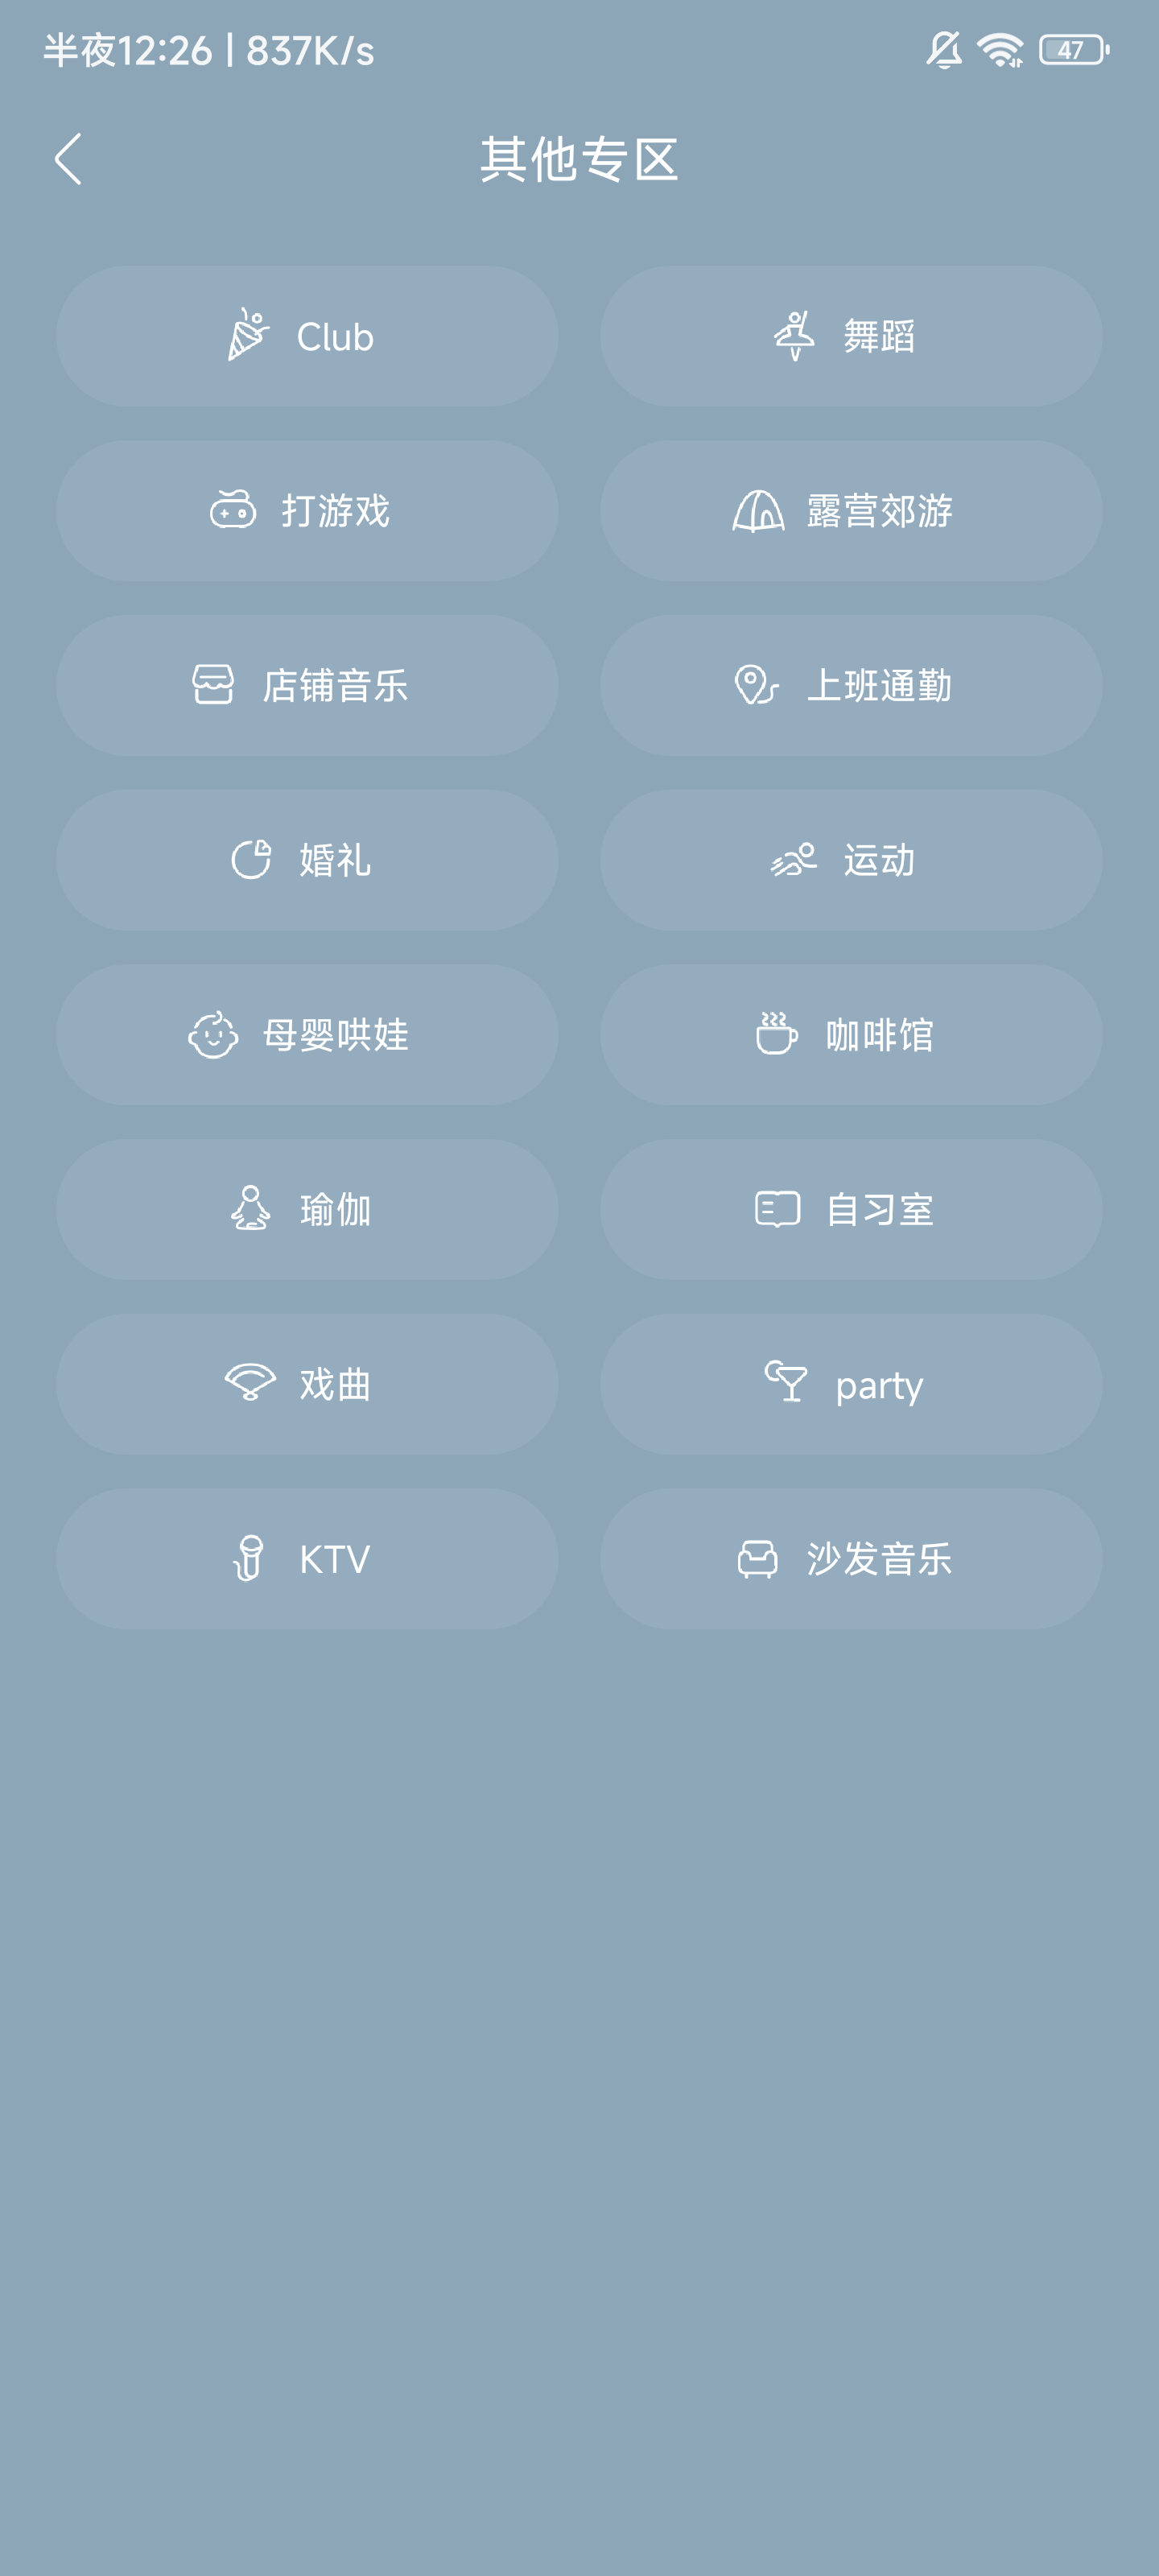 半夜12:26 | 837K/s
47
其他专区
Club
舞蹈
打游戏
露营郊游
店铺音乐
上班通勤
婚礼
运动
母婴哄娃
咖啡馆
瑜伽
自习室
戏曲
party
KTV
沙发音乐